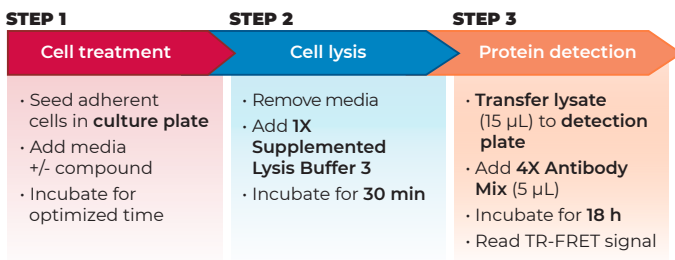 STEP 1
Cell treatment
· Seed adherent
cells in culture plate
· Add media
+/- compound
· Incubate for
optimized time
STEP 2
Cell lysis
· Remove media
· Add 1X
Supplemented
Lysis Buffer 3
· Incubate for 30 min
STEP 3
Protein detection
· Transfer lysate
(15 µL) to detection
plate
· Add 4X Antibody
Mix (5 µL)
· Incubate for 18 h
· Read TR-FRET signal